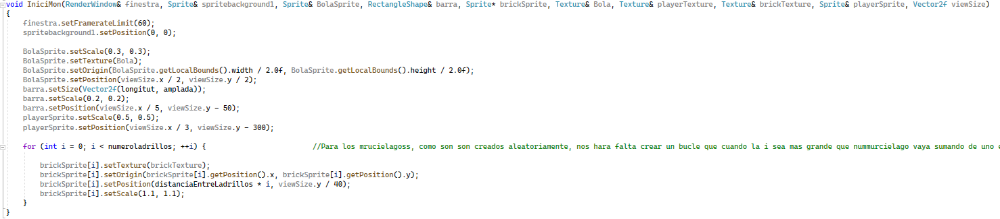 void IniciMon(RenderWindow& finestra, Sprite& spritebackground1, Sprite& BolaSprite, RectangleShape& barra, Sprite* brickSprite, Texture& Bola, Texture& playerTexture, Texture& brickTexture, Sprite& playerSprite, Vector2f viewSize)
{
finestra.setFramerateLimit(60);
spritebackground1.setPosition(0, 0);
BolaSprite.setScale(0.3, 0.3);
BolaSprite.setTexture(Bola);
BolaSprite.setOrigin(BolaSprite.getLocalBounds().width / 2.0f, BolaSprite.getLocalBounds().height / 2.0f);
BolaSprite.setPosition(viewSize.x / 2, viewSize.y / 2);
barra.setSize(Vector2f(longitut, amplada));
barra.setScale(0.2, 0.2);
barra.setPosition(viewSize.x / 5, viewSize.y - 50);
playerSprite.setScale(0.5, 0.5);
playerSprite.setPosition(viewSize.x / 3, viewSize.y - 300);
for (int i = 0; i < numeroladrillos; ++i) { //Para los mrucielagoss, como son son creados aleatoriamente, nos hara falta crear un bucle que cuando la i sea mas grande que nummurcielago vaya sumando de uno
brickSprite[i].setTexture(brickTexture);
brickSprite[i].setOrigin(brickSprite[i].getPosition().x, brickSprite[i].getPosition().y);
brickSprite[i].setPosition(distanciaEntreLadrillos * i, viewSize.y / 40);
brickSprite[i].setScale(1.1, 1.1);
}
}